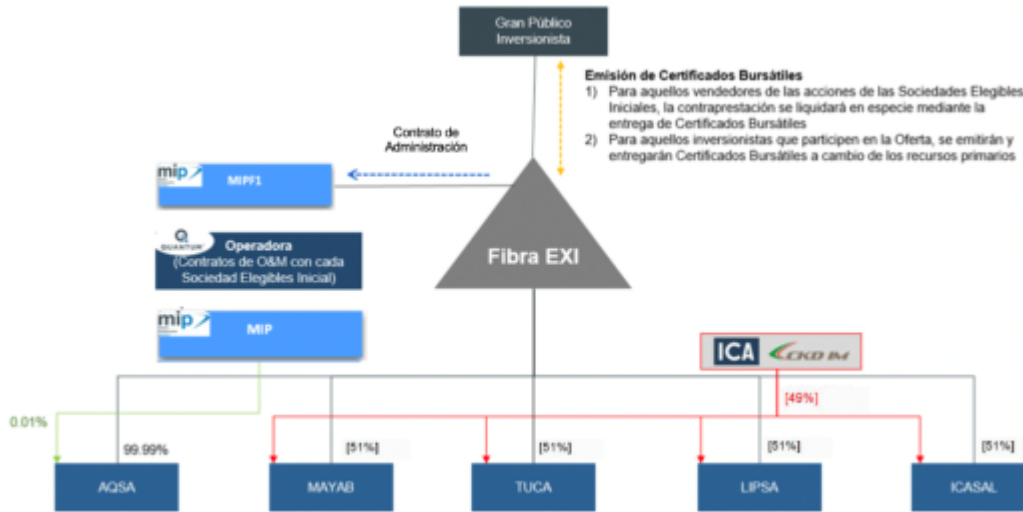 Gran Público
Inversionista
Emisión de Certificados Bursátiles
1) Para aquellos vendedores de las acciones de las Sociedades Elegibles
Iniciales, la contraprestación se liquidará en especie mediante la
entrega de Certificados Bursátiles
2) Para aquellos inversionistas que participen en la Oferta, se emitirán y
entregarán Certificados Bursátiles a cambio de los recursos primarios
Contrato de
Administración
mip
MIPF1
QUANTUM
Operadora
(Contratos de O&M con cada
Sociedad Elegibles Inicial)
Fibra EXI
mip
MIP
ICA CKD IM
[49%]
0.01%
99.99%
[51%]
[51%]
[51%]
[51%]
AQSA
MAYAB
TUCA
LIPSA
ICASAL